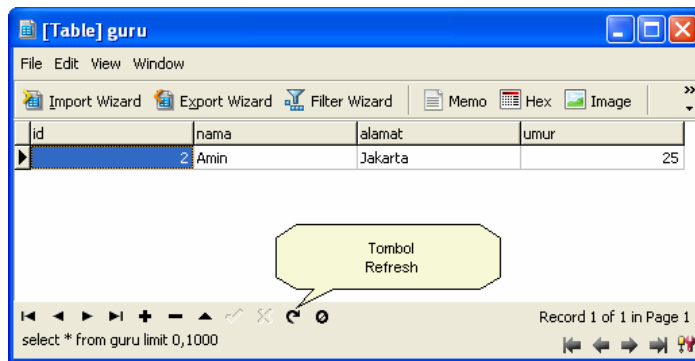 [Table] guru
File Edit View Window
Import Wizard Export Wizard Filter Wizard Memo Hex Image
id nama alamat umur
2 Amin Jakarta 25
Tombol
Refresh
Record 1 of 1 in Page 1
select * from guru limit 0,1000